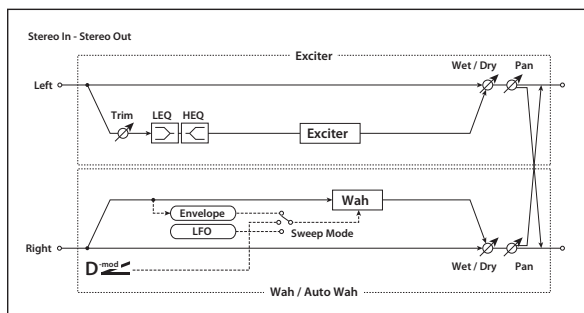 Stereo In - Stereo Out
Exciter
Wet / Dry
Pan
Left
Trim
LEQ
HEQ
Exciter
Wah
Envelope
LFO
Sweep Mode
Right
D-mod
Wet / Dry
Pan
Wah / Auto Wah